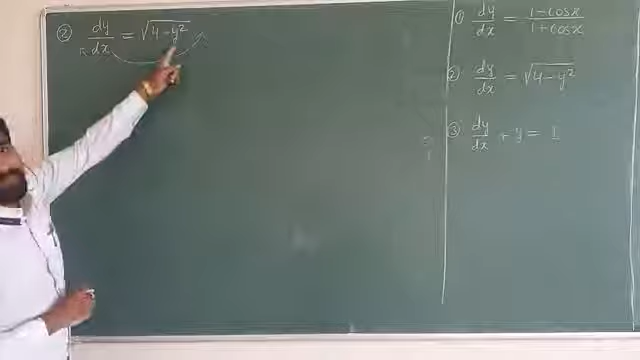 ② dy/dx = √4-y²
① dy/dx = 1-cosx/1+cosx
② dy/dx = √4-y²
③ dy/dx + y = 1